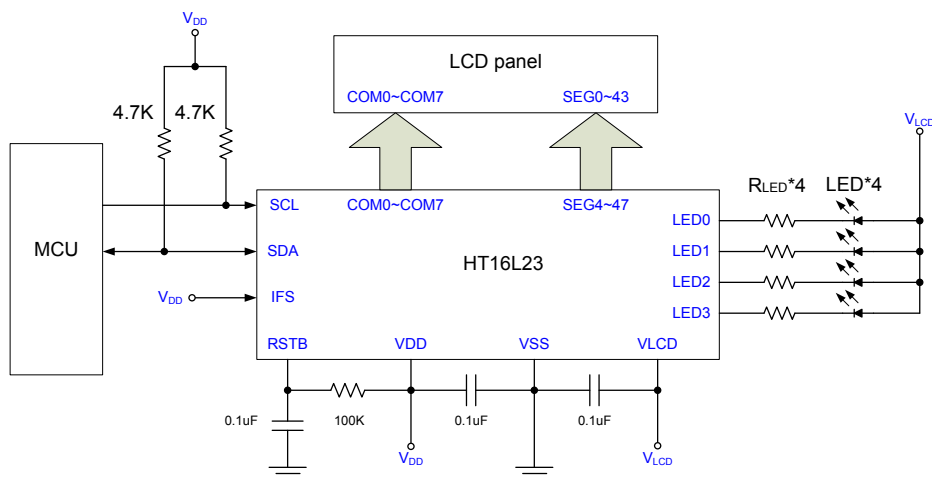 VDD
LCD panel
COM0~COM7 SEG0~43
4.7K 4.7K
VLCD
RLED*4 LED*4
SCL COM0~COM7 SEG4~47
LED0
MCU SDA HT16L23 LED1
LED2
VDD IFS
LED3
RSTB VDD VSS VLCD
0.1uF 100K 0.1uF 0.1uF
VDD VLCD